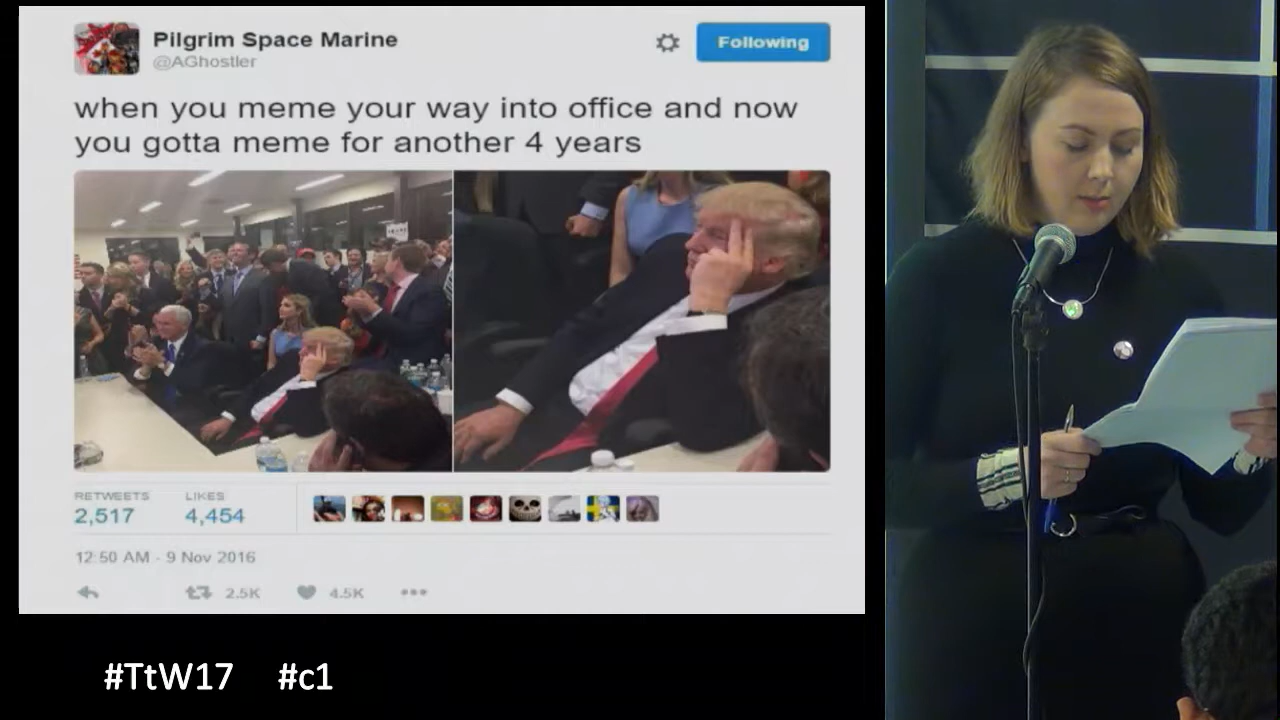 Pilgrim Space Marine
@AGhostler
Following
when you meme your way into office and now
you gotta meme for another 4 years
RETWEETS
LIKES
2,517
4,454
12:50 AM - 9 Nov 2016
2.5K
4.5K
#TtW17
#c1